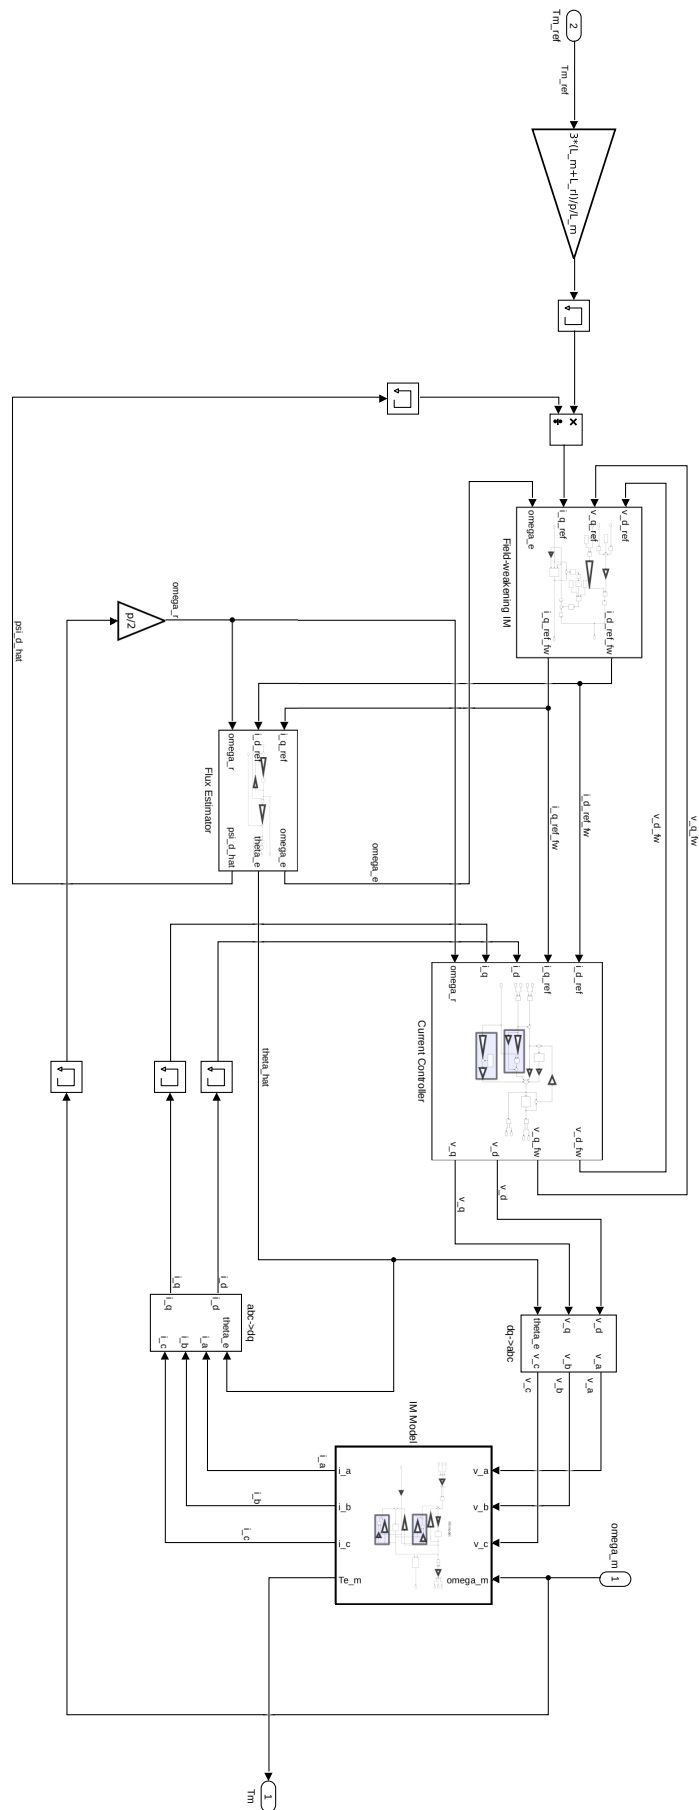 2
Tm_ref
Tm_ref
3*(L_m+L_rl)/p/L_m
×
÷
v_d_ref
v_q_ref
i_q_ref
omega_e
i_d_ref_fw
i_q_ref_fw
Field-weakening IM
p/2
omega_r
psi_d_hat
i_q_ref
i_d_ref
omega_r
omega_e
theta_e
psi_d_hat
Flux Estimator
omega_e
theta_hat
i_d_ref_fw
i_q_ref_fw
v_d_fw
v_q_fw
i_d_ref
i_q_ref
i_d
i_q
omega_r
v_d_fw
v_q_fw
v_d
v_q
Current Controller
v_d
v_q
v_d
v_q
theta_e
v_a
v_b
v_c
dq->abc
v_a
v_b
v_c
i_d
i_q
i_d
i_q
theta_e
i_a
i_b
i_c
abc->dq
IM Model
v_a
v_b
v_c
omega_m
i_a
i_b
i_c
Te_m
i_a
i_b
i_c
omega_m
1
1
Tm